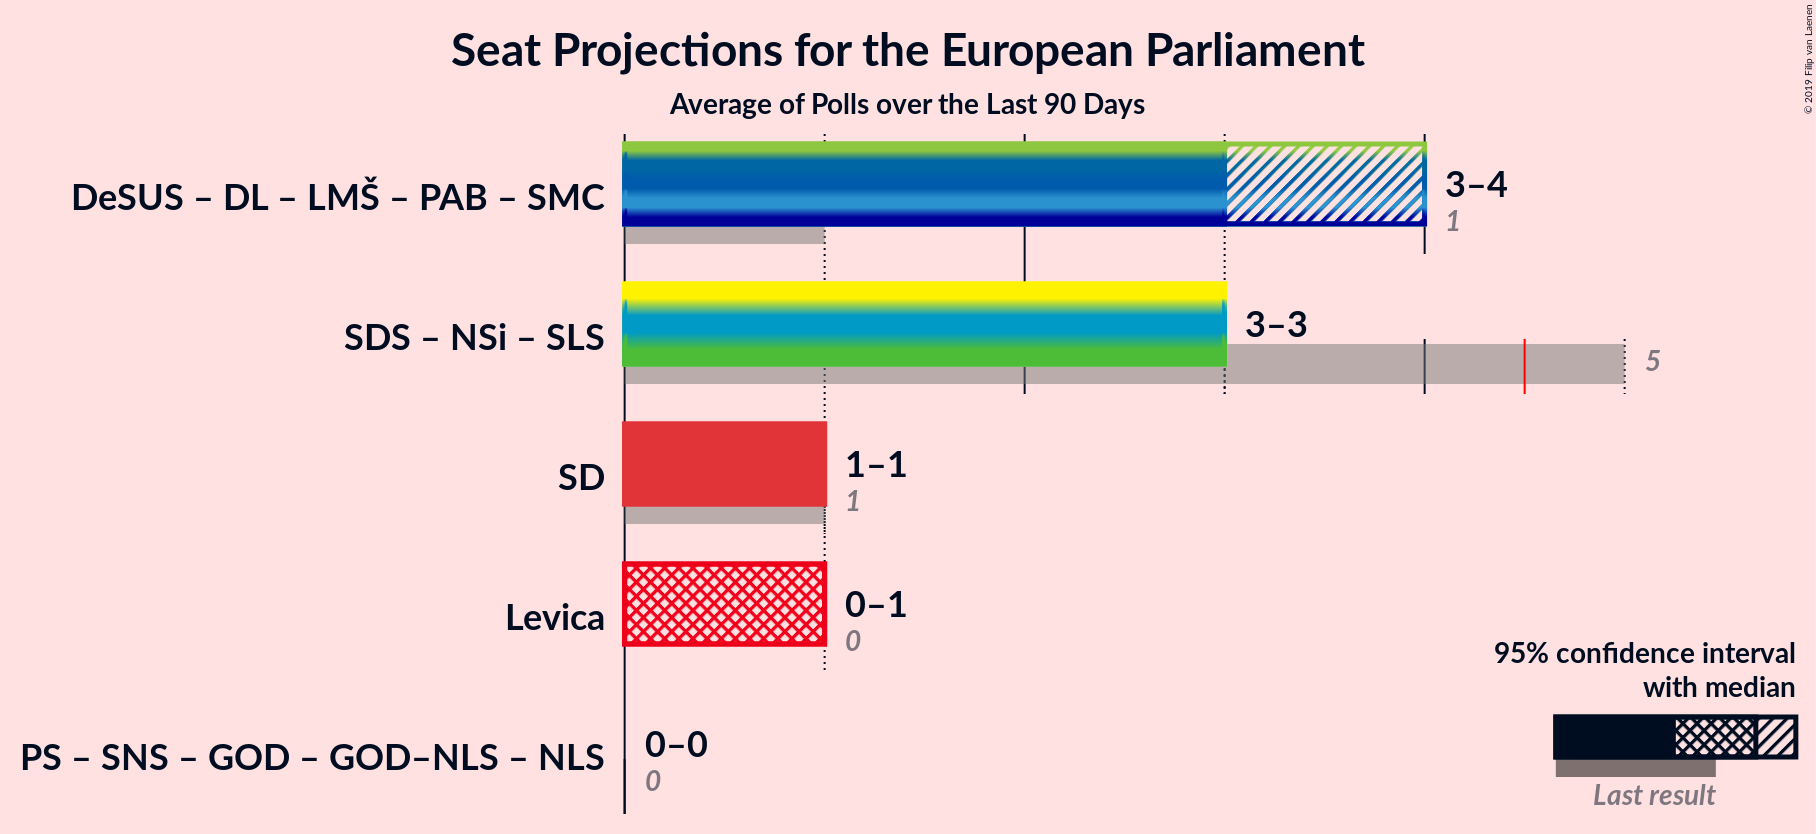 Seat Projections for the European Parliament
Average of Polls over the Last 90 Days
© 2019 Filip van Laenen
DeSUS – DL – LMŠ – PAB – SMC
3–4
1
SDS – NSi – SLS
3–3
5
SD
1–1
1
Levica
0–1
0
PS – SNS – GOD – GOD–NLS – NLS
0–0
0
95% confidence interval
with median
Last result